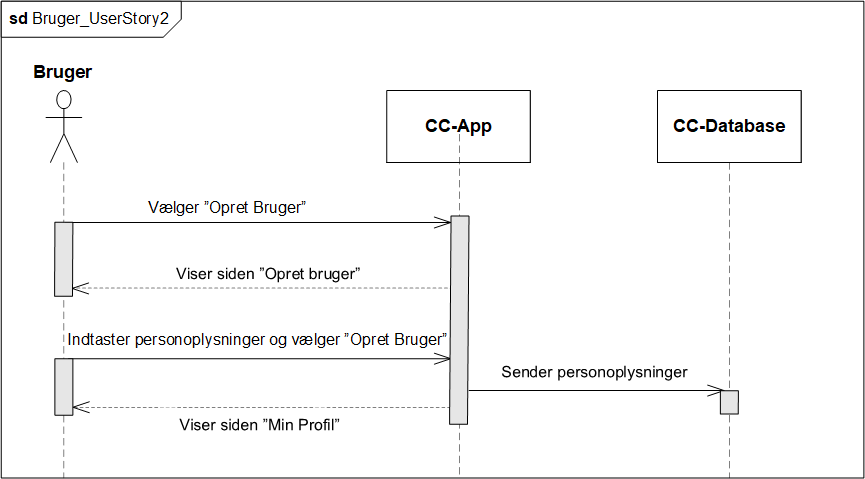 sd Bruger_UserStory2
Bruger
CC-App
CC-Database
Vælger ”Opret Bruger”
Viser siden ”Opret bruger”
Indtaster personoplysninger og vælger ”Opret Bruger”
Sender personoplysninger
Viser siden ”Min Profil”